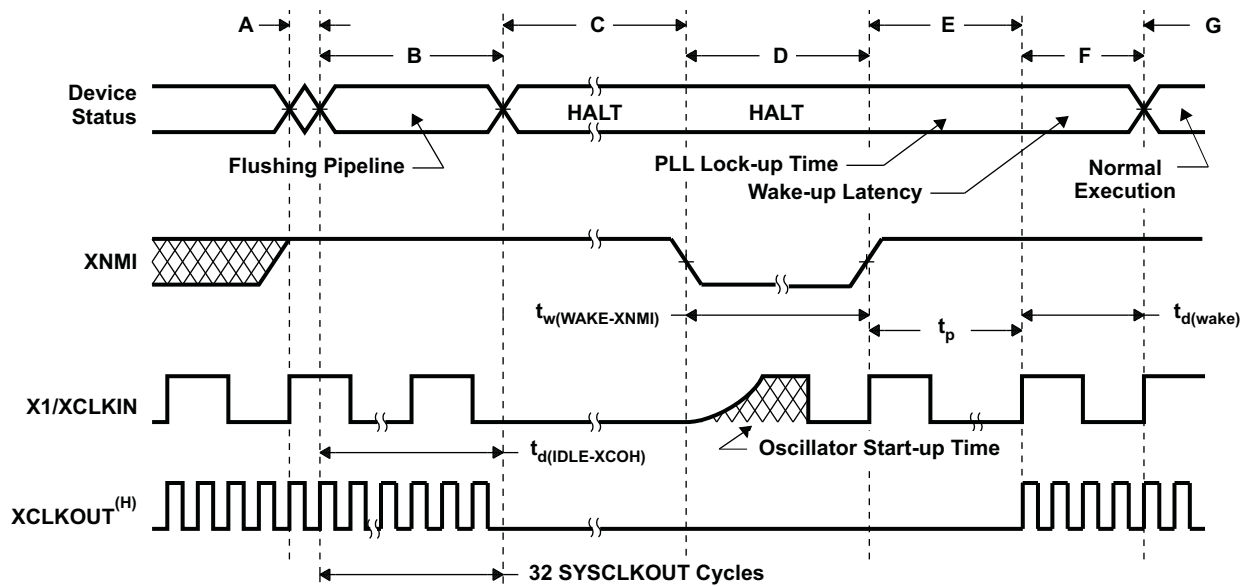 A
B
C
D
E
F
G
Device
Status
HALT
HALT
Flushing Pipeline
PLL Lock-up Time
Wake-up Latency
Normal
Execution
XNMI
tw(WAKE-XNMI)
tp
td(wake)
X1/XCLKIN
Oscillator Start-up Time
td(IDLE-XCOH)
XCLKOUT(H)
32 SYSCLKOUT Cycles